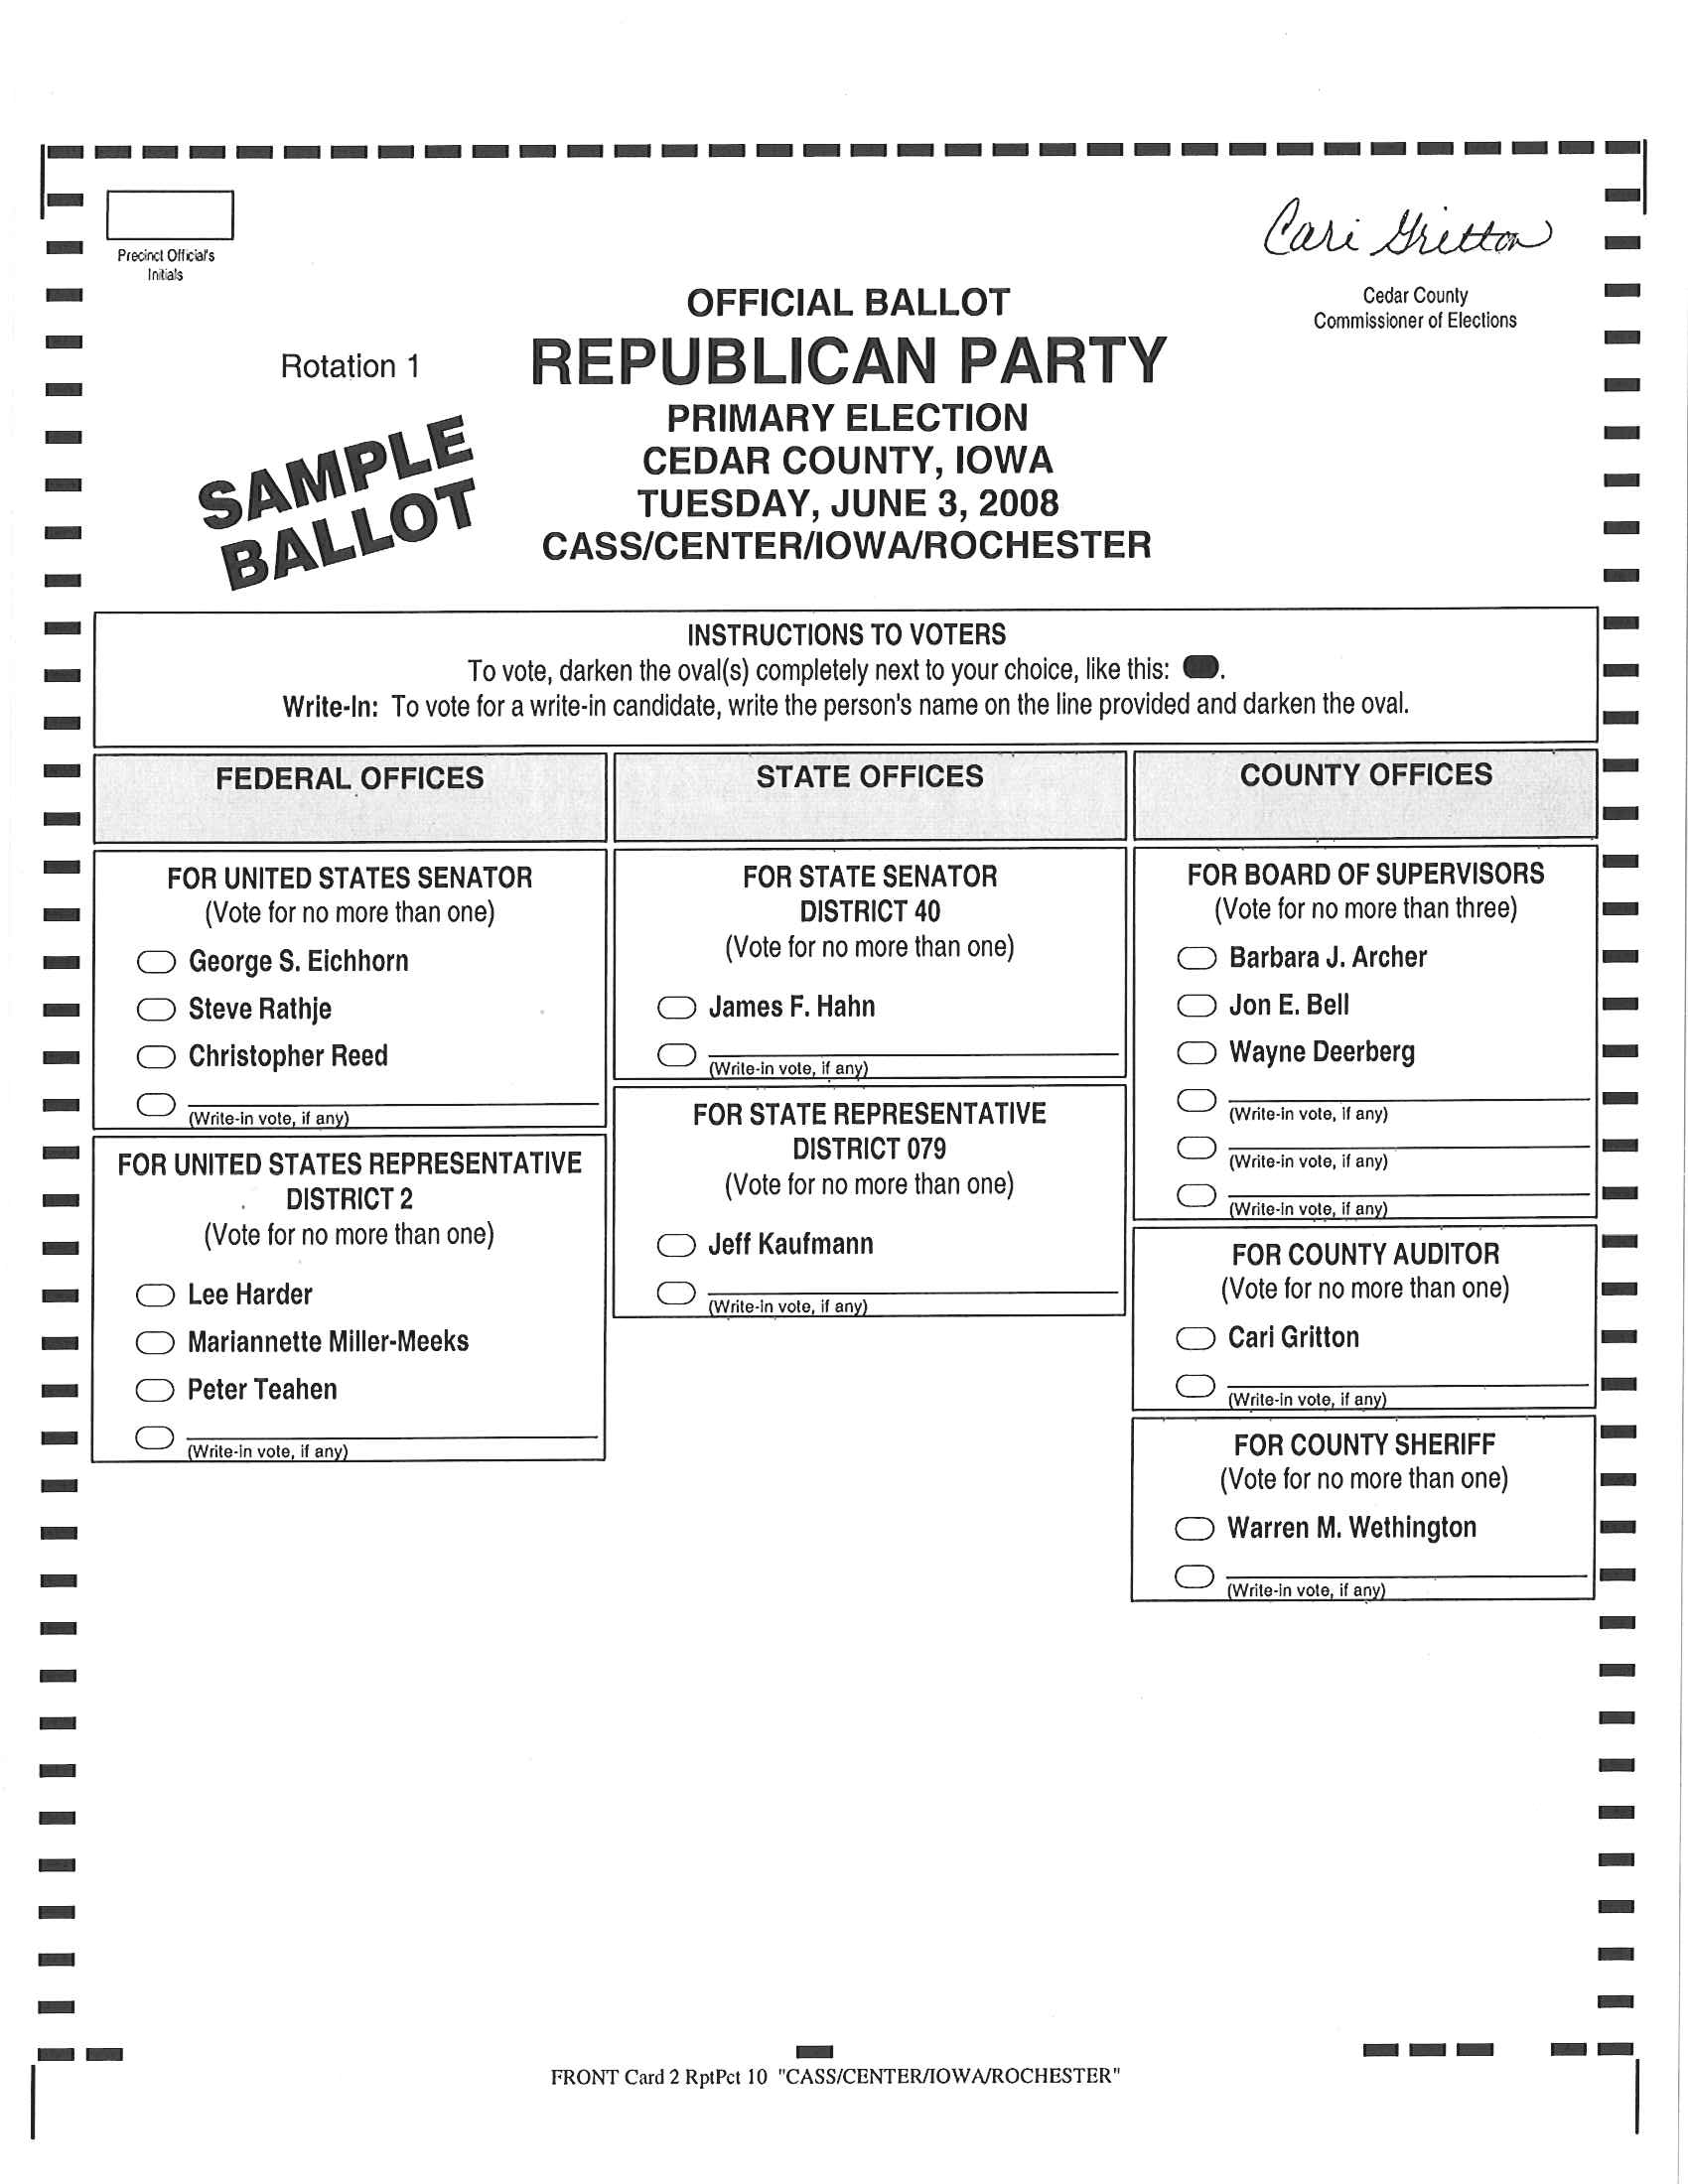 Precinct Official's
Initials
Cari Gritton
Cedar County
Commissioner of Elections
Rotation 1
SAMPLE
BALLOT
OFFICIAL BALLOT
REPUBLICAN PARTY
PRIMARY ELECTION
CEDAR COUNTY, IOWA
TUESDAY, JUNE 3, 2008
CASS/CENTER/IOWA/ROCHESTER
INSTRUCTIONS TO VOTERS
To vote, darken the oval(s) completely next to your choice, like this: .
Write-In: To vote for a write-in candidate, write the person's name on the line provided and darken the oval.
FEDERAL OFFICES
FOR UNITED STATES SENATOR
(Vote for no more than one)
George S. Eichhorn
Steve Rathje
Christopher Reed
(Write-in vote, if any)
FOR UNITED STATES REPRESENTATIVE
DISTRICT 2
(Vote for no more than one)
Lee Harder
Mariannette Miller-Meeks
Peter Teahen
(Write-in vote, if any)
STATE OFFICES
FOR STATE SENATOR
DISTRICT 40
(Vote for no more than one)
James F. Hahn
(Write-in vote, if any)
FOR STATE REPRESENTATIVE
DISTRICT 079
(Vote for no more than one)
Jeff Kaufmann
(Write-in vote, if any)
COUNTY OFFICES
FOR BOARD OF SUPERVISORS
(Vote for no more than three)
Barbara J. Archer
Jon E. Bell
Wayne Deerberg
(Write-in vote, if any)
(Write-in vote, if any)
(Write-in vote, if any)
FOR COUNTY AUDITOR
(Vote for no more than one)
Cari Gritton
(Write-in vote, if any)
FOR COUNTY SHERIFF
(Vote for no more than one)
Warren M. Wethington
(Write-in vote, if any)
FRONT Card 2 RptPct 10 "CASS/CENTER/IOWA/ROCHESTER"